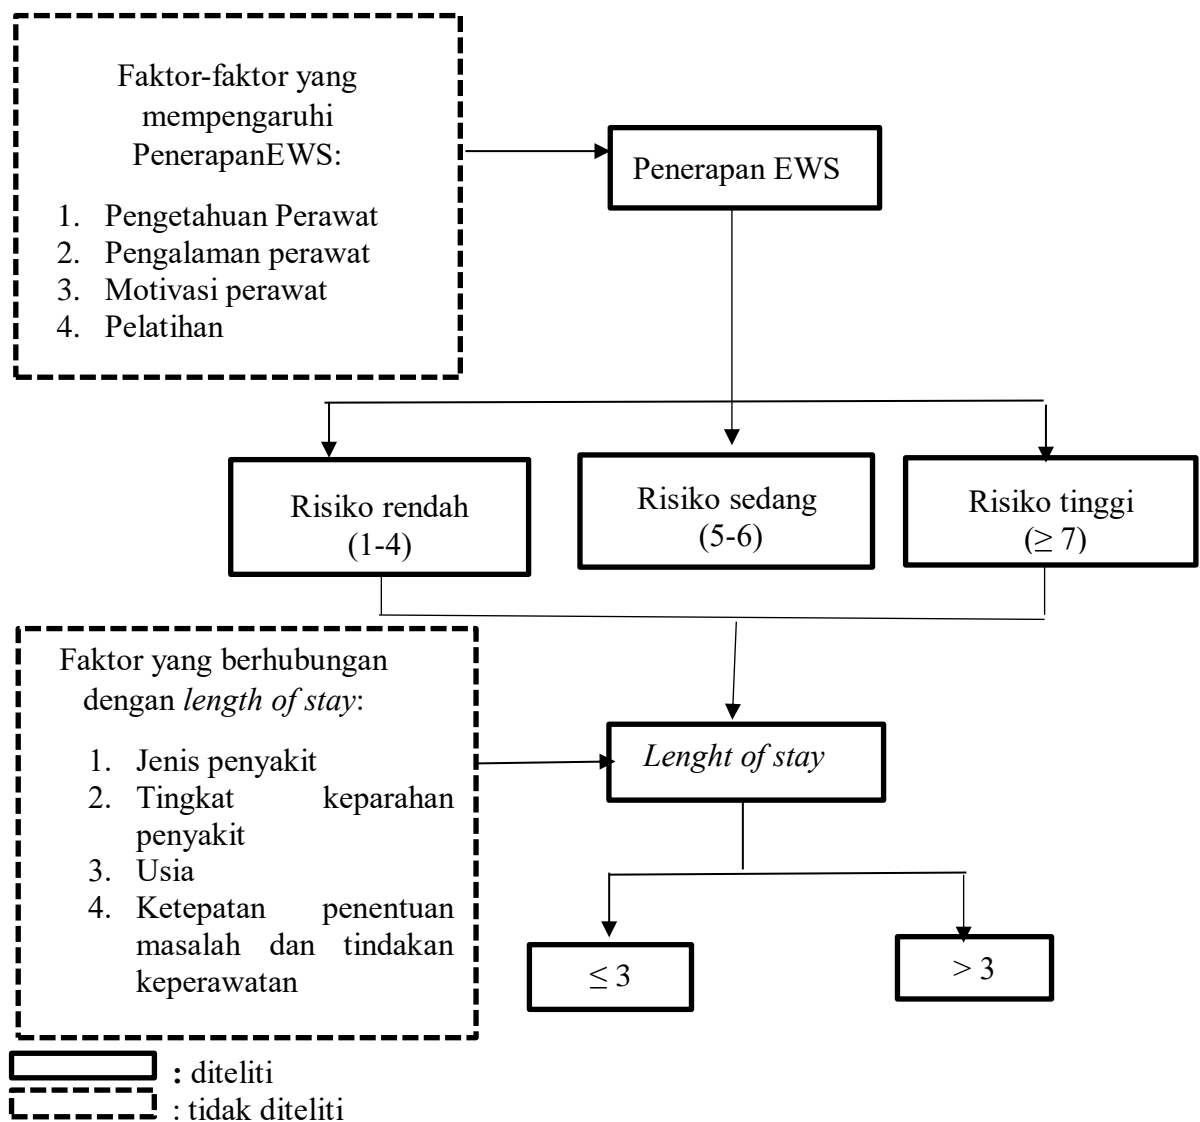 Faktor-faktor yang
mempengaruhi
PenerapanEWS:
1. Pengetahuan Perawat
2. Pengalaman perawat
3. Motivasi perawat
4. Pelatihan
Penerapan EWS
Risiko rendah
(1-4)
Risiko sedang
(5-6)
Risiko tinggi
(≥ 7)
Faktor yang berhubungan
dengan length of stay:
1. Jenis penyakit
2. Tingkat keparahan
penyakit
3. Usia
4. Ketepatan penentuan
masalah dan tindakan
keperawatan
Lenght of stay
≤ 3
> 3
: diteliti
: tidak diteliti